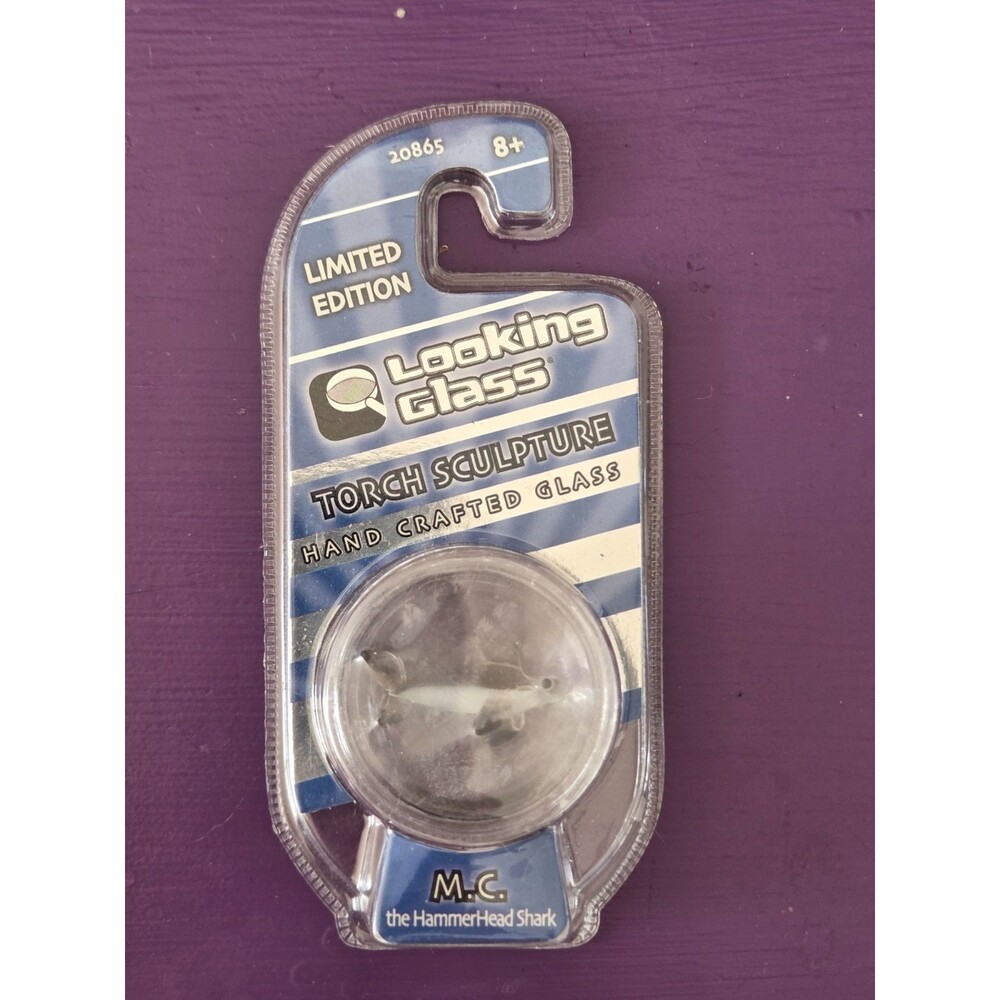 20865 8+
LIMITED
EDITION
Looking
Glass®
TORCH SCULPTURE
HAND CRAFTED GLASS
M.C.
the HammerHead Shark